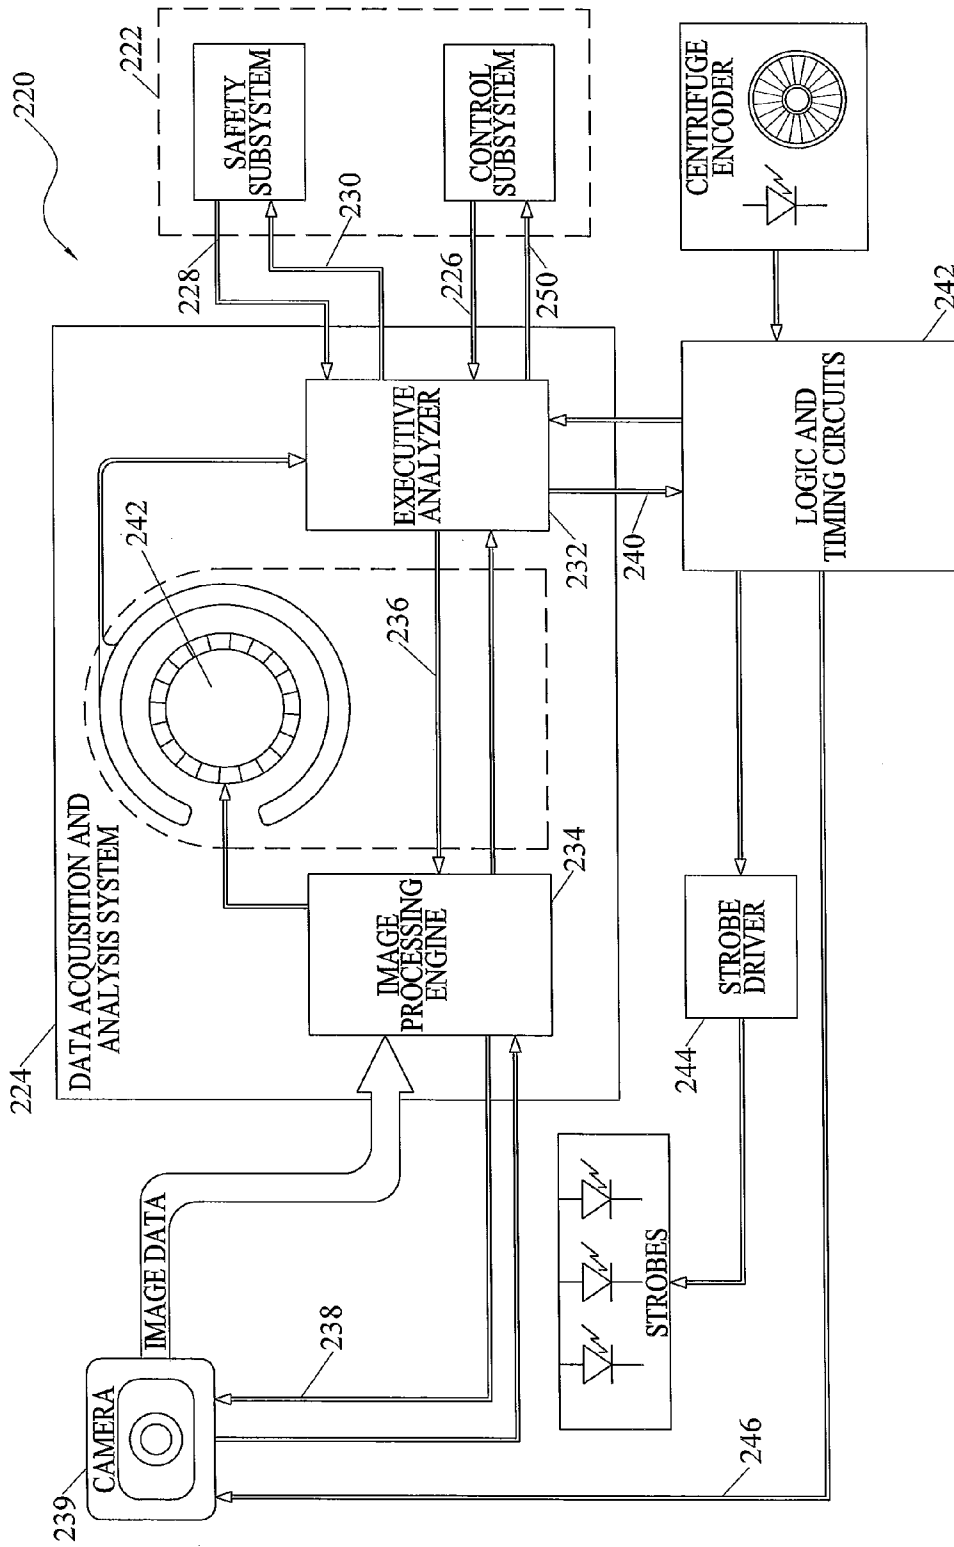 220
222
SAFETY
SUBSYSTEM
CONTROL
SUBSYSTEM
228
230
226
250
CENTRIFUGE
ENCODER
224
DATA ACQUISITION AND
ANALYSIS SYSTEM
242
EXECUTIVE
ANALYZER
232
236
240
242
LOGIC AND
TIMING CIRCUITS
IMAGE
PROCESSING
ENGINE
234
STROBE
DRIVER
244
IMAGE DATA
239
CAMERA
238
STROBES
246